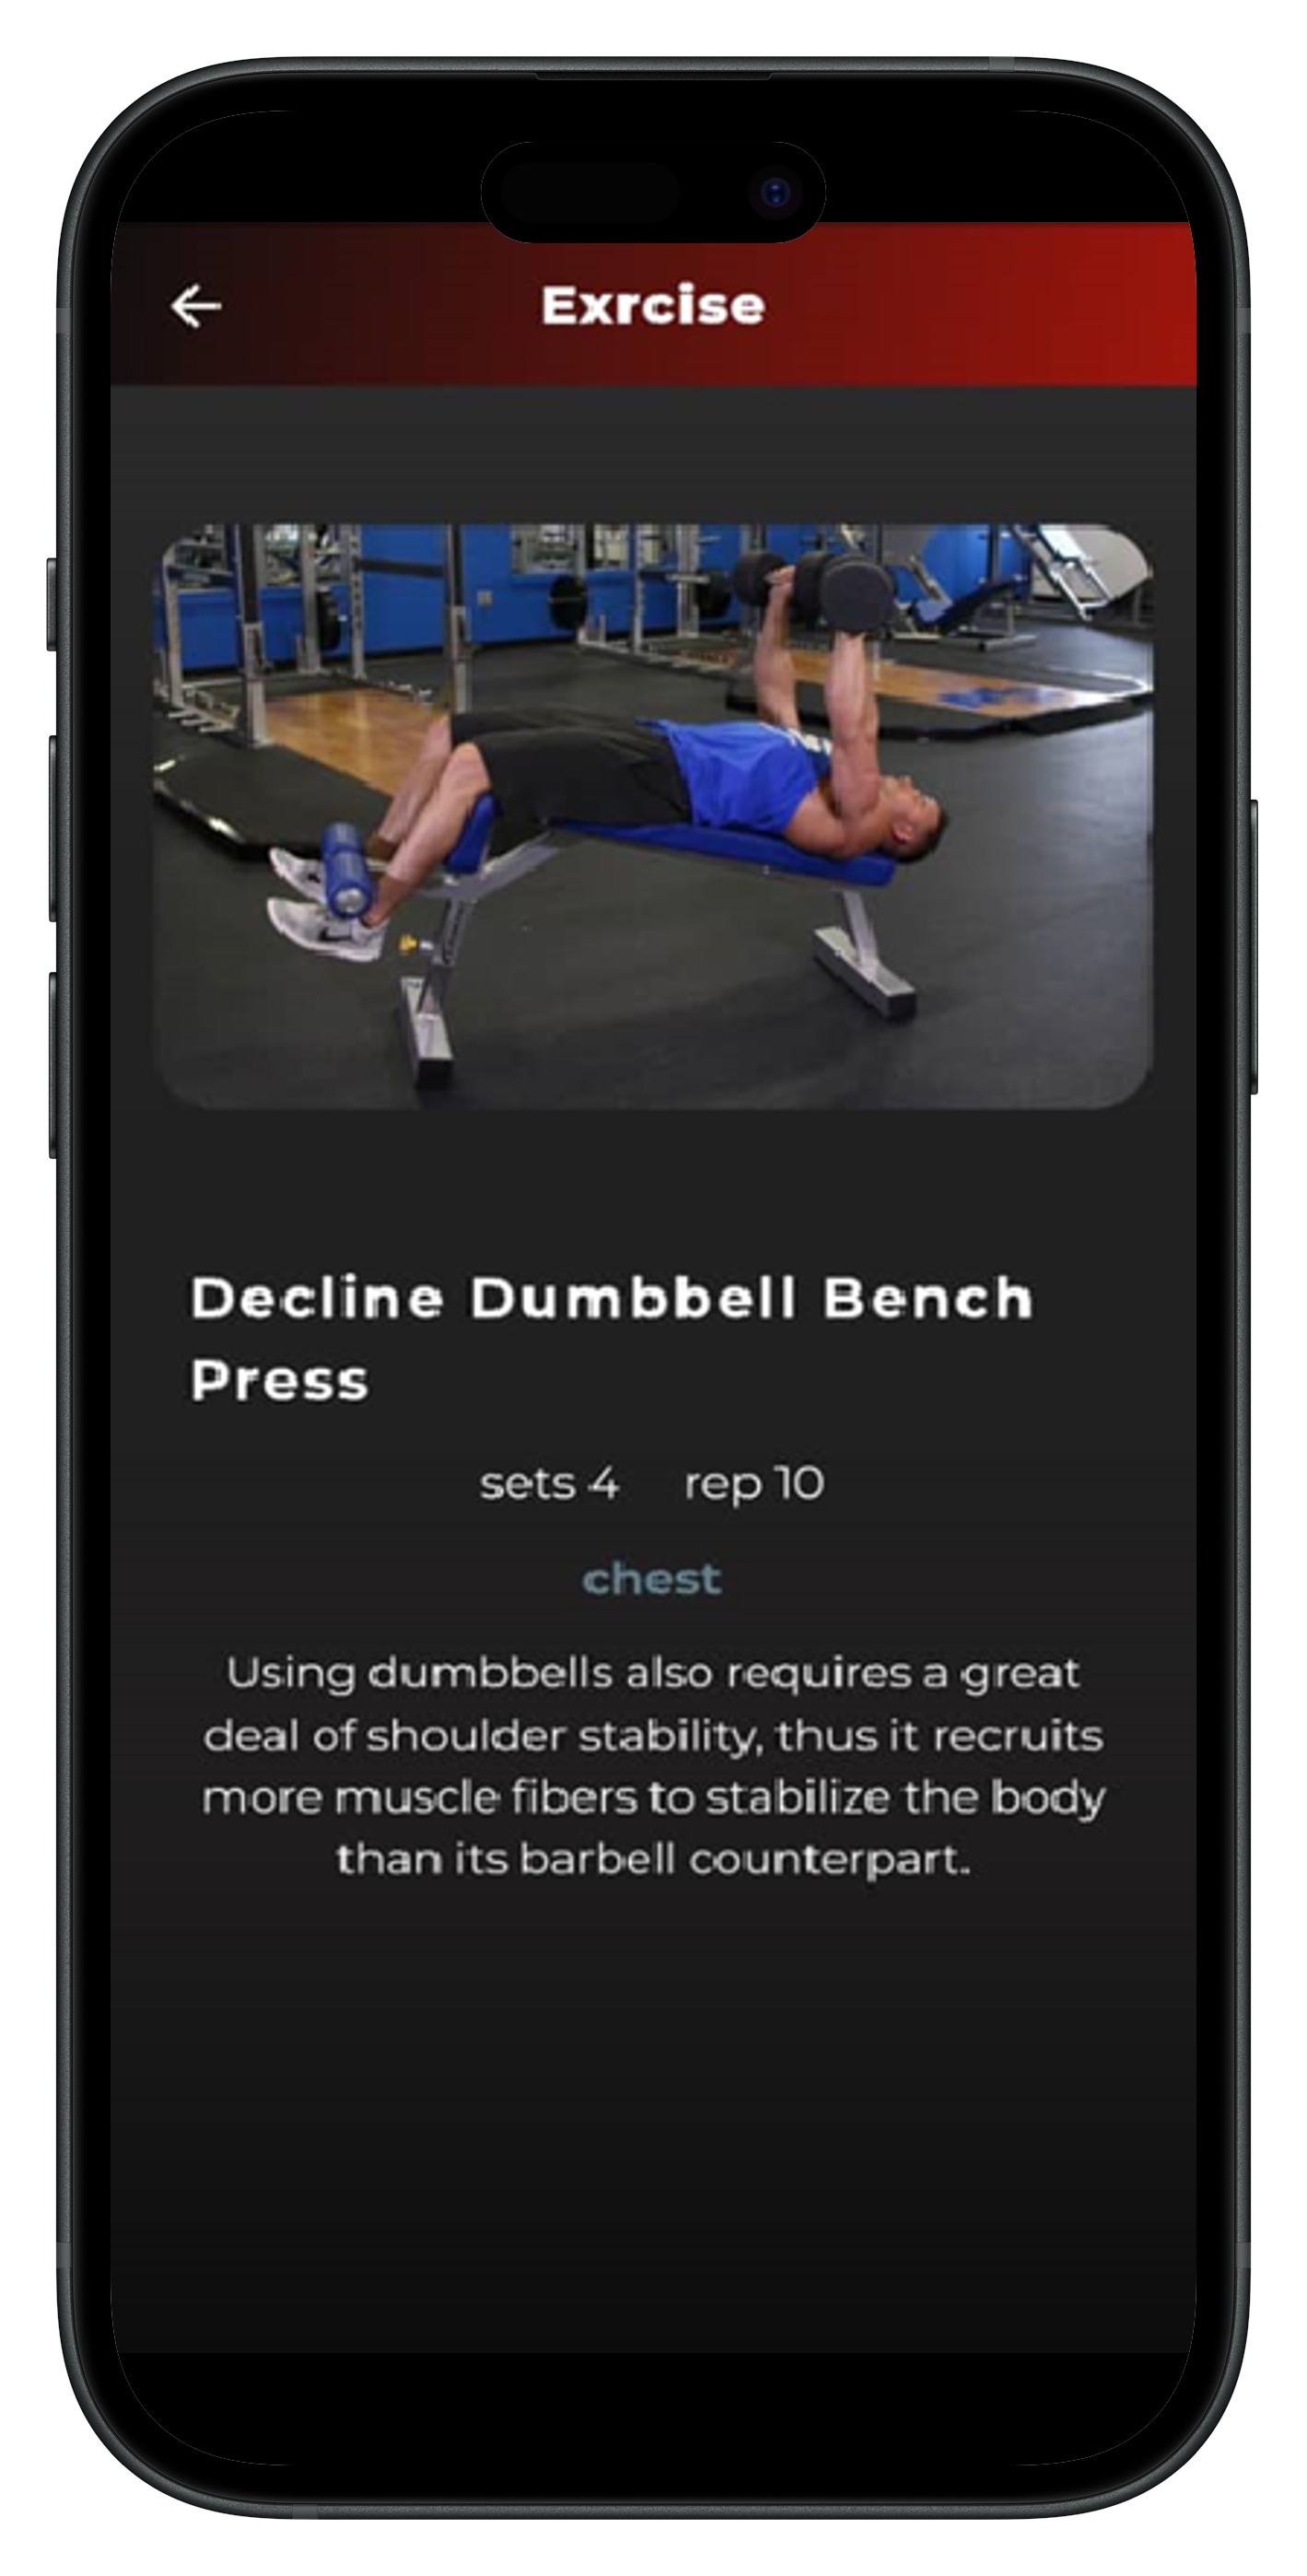 Exrcise
Decline Dumbbell Bench
Press
sets 4 rep 10
chest
Using dumbbells also requires a great
deal of shoulder stability, thus it recruits
more muscle fibers to stabilize the body
than its barbell counterpart.